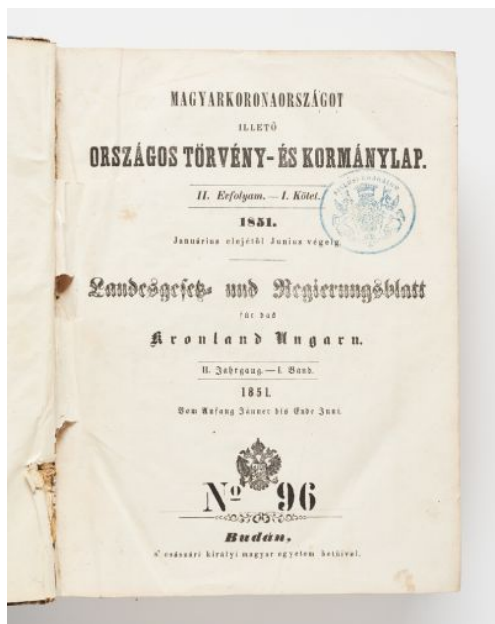 MAGYARKORONAORSZÁGOT
ILLETŐ
ORSZÁGOS TÖRVÉNY- ÉS KORMÁNYLAP.
II. Évfolyam. — I. Kötet.
1851.
Januárius elejétől Junius végeig.
Landesgesetz- und Regierungsblatt
für das
Kronland Ungarn.
II. Jahrgang. — I. Band.
1851.
Vom Anfang Jänner bis Ende Juni.
No 96
Budán,
a' császári királyi magyar egyetem betűivel.